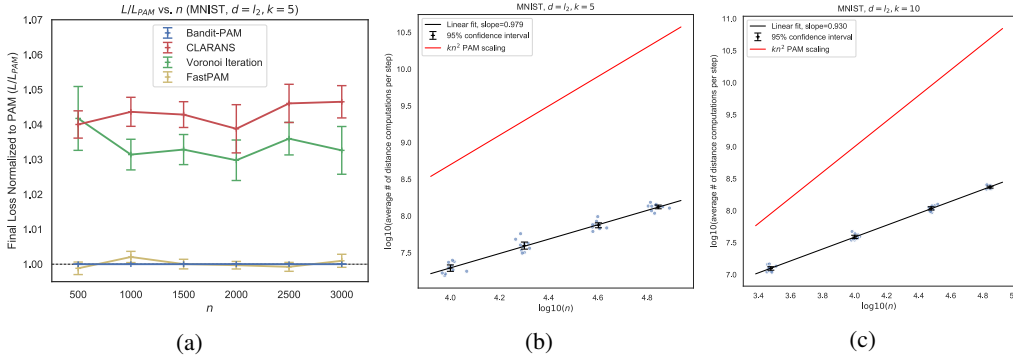 L/L_PAM vs. n (MNIST, d = l₂, k = 5)
Bandit-PAM
CLARANS
Voronoi Iteration
FastPAM
Final Loss Normalized to PAM (L/L_PAM)
1.07
1.06
1.05
1.04
1.03
1.02
1.01
1.00
500
1000
1500
2000
2500
3000
n
(a)
MNIST, d = l₂, k = 5
Linear fit, slope=0.979
95% confidence interval
kn² PAM scaling
log10(average # of distance computations per step)
10.5
10.0
9.5
9.0
8.5
8.0
7.5
4.0
4.2
4.4
4.6
4.8
log10(n)
(b)
MNIST, d = l₂, k = 10
Linear fit, slope=0.930
95% confidence interval
kn² PAM scaling
log10(average # of distance computations per step)
11.0
10.5
10.0
9.5
9.0
8.5
8.0
7.5
7.0
3.4
3.6
3.8
4.0
4.2
4.4
4.6
4.8
log10(n)
(c)